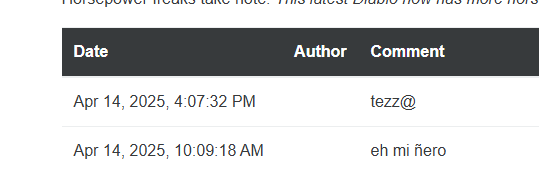 Horsepower freaks take note: This latest Diablo now has more hors
Date Author Comment
Apr 14, 2025, 4:07:32 PM tezz@
Apr 14, 2025, 10:09:18 AM eh mi ñero